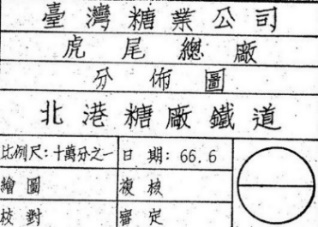 臺灣糖業公司
虎尾總廠
分佈圖
北港糖廠鐵道
比例尺:十萬分之一 日期:66.6
繪圖 複核
校對 審定